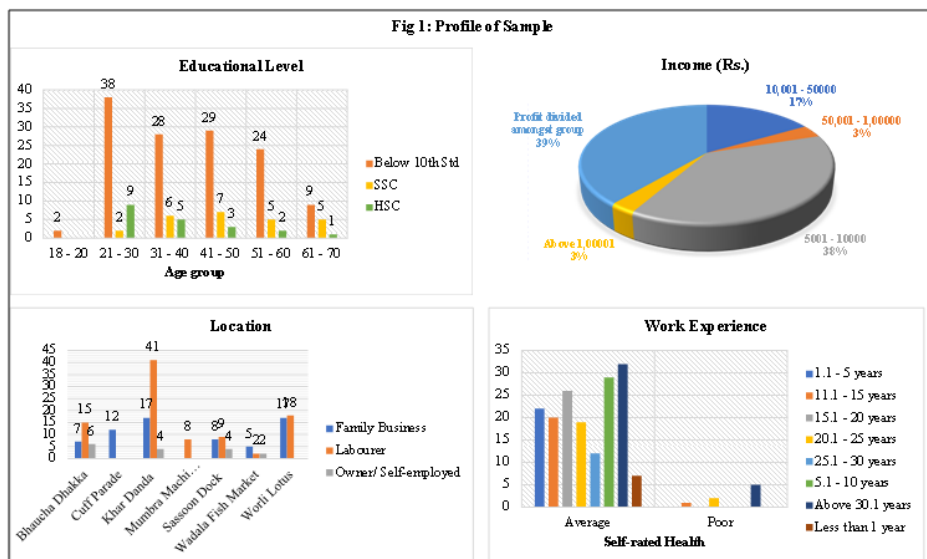 Fig 1: Profile of Sample
Educational Level
40
35
30
25
20
15
10
5
0
2
38
2
9
28
6
5
29
7
3
24
5
2
9
5
1
18 - 20
21 - 30
31 - 40
41 - 50
51 - 60
61 - 70
Age group
Below 10th Std
SSC
HSC
Income (Rs.)
10,001 - 50000
17%
50,001 - 1,00000
3%
5001 - 10000
38%
Above 1,00001
3%
Profit divided
amongst group
39%
Location
45
40
35
30
25
20
15
10
5
0
7
15
6
12
17
41
4
8
8
9
4
5
2
2
17
18
Bhaucha Dhakka
Cuff Parade
Khar Danda
Mumbra Machi...
Sassoon Dock
Wadala Fish Market
Worli Lotus
Family Business
Labourer
Owner/ Self-employed
Work Experience
35
30
25
20
15
10
5
0
Average
Poor
Self-rated Health
1.1 - 5 years
11.1 - 15 years
15.1 - 20 years
20.1 - 25 years
25.1 - 30 years
5.1 - 10 years
Above 30.1 years
Less than 1 year